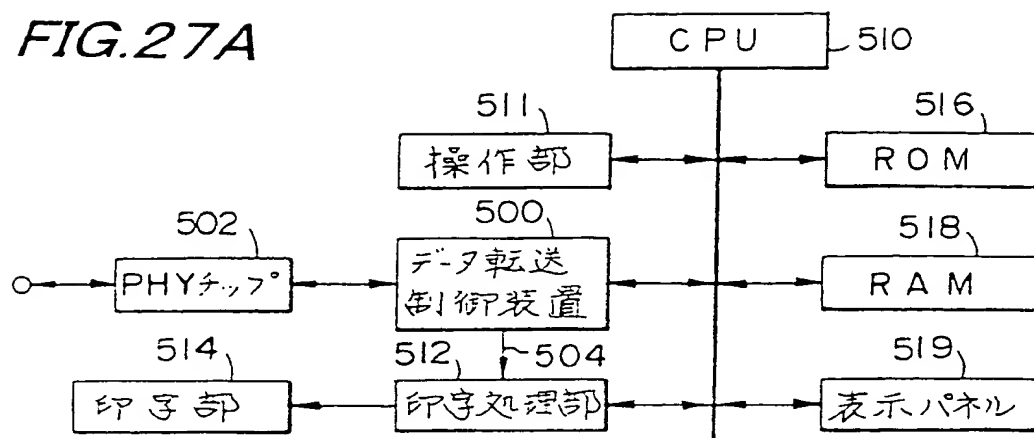 FIG.27A
CPU
510
511
516
操作部
ROM
502
500
518
PHYチップ
データ転送
制御装置
RAM
514
512
504
519
印字部
印字処理部
表示パネル